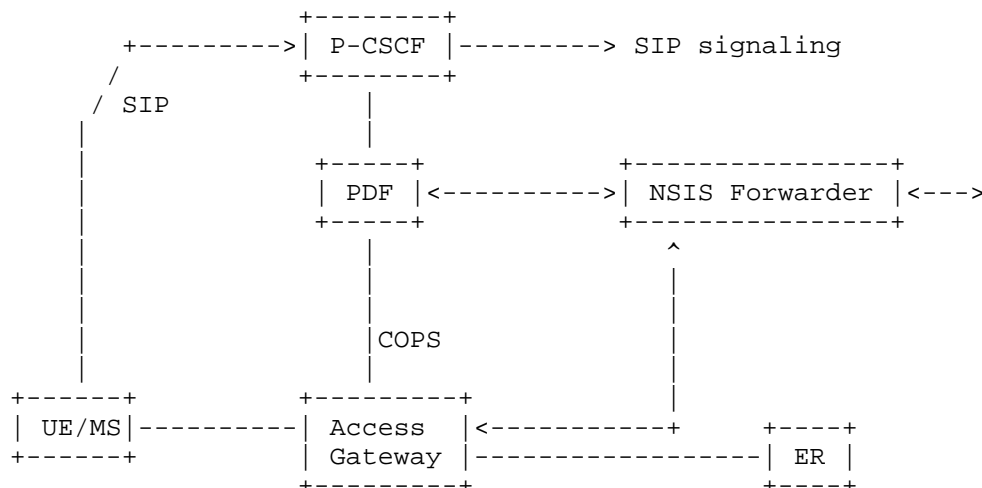 P-CSCF SIP signaling
SIP
PDF NSIS Forwarder
COPS
UE/MS Access
Gateway ER